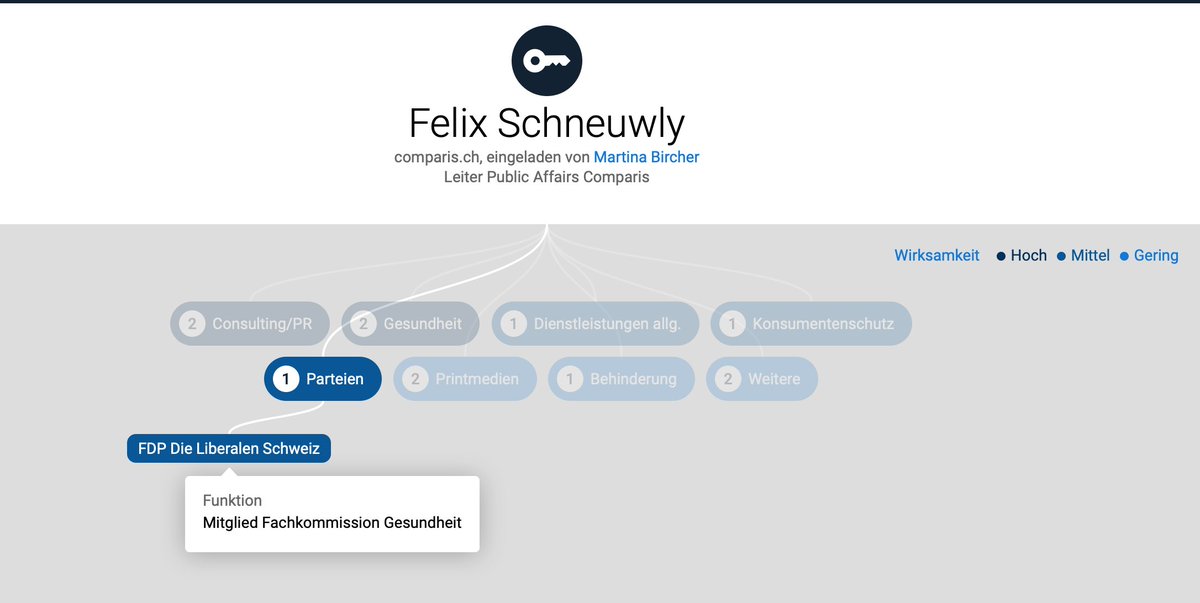 Felix Schneuwly
comparis.ch, eingeladen von Martina Bircher
Leiter Public Affairs Comparis
Wirksamkeit Hoch Mittel Gering
2 Consulting/PR 2 Gesundheit 1 Dienstleistungen allg. 1 Konsumentenschutz
1 Parteien 2 Printmedien 1 Behinderung 2 Weitere
FDP Die Liberalen Schweiz
Funktion
Mitglied Fachkommission Gesundheit